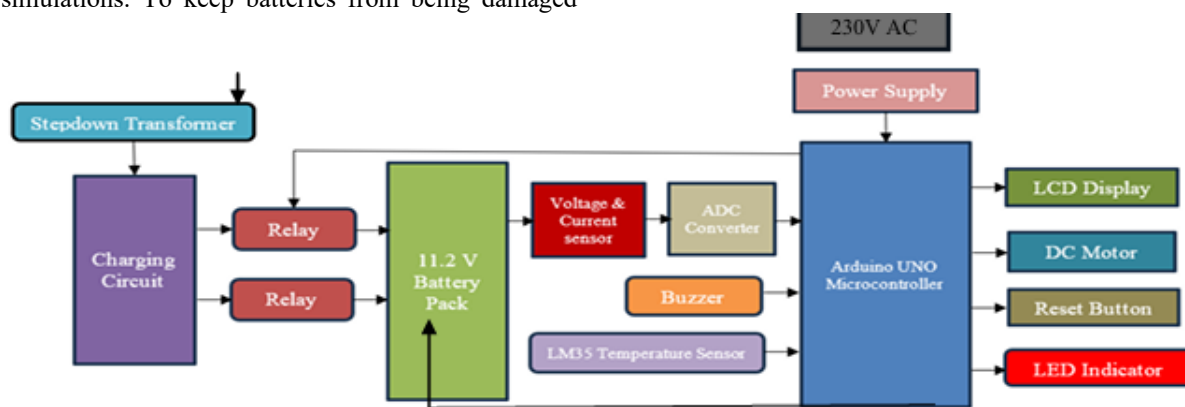 simulations. To keep batteries from being damaged
230V AC
Power Supply
Stepdown Transformer
Charging
Circuit
Relay
Relay
11.2 V
Battery
Pack
Voltage &
Current
sensor
ADC
Converter
Buzzer
LM35 Temperature Sensor
Arduino UNO
Microcontroller
LCD Display
DC Motor
Reset Button
LED Indicator